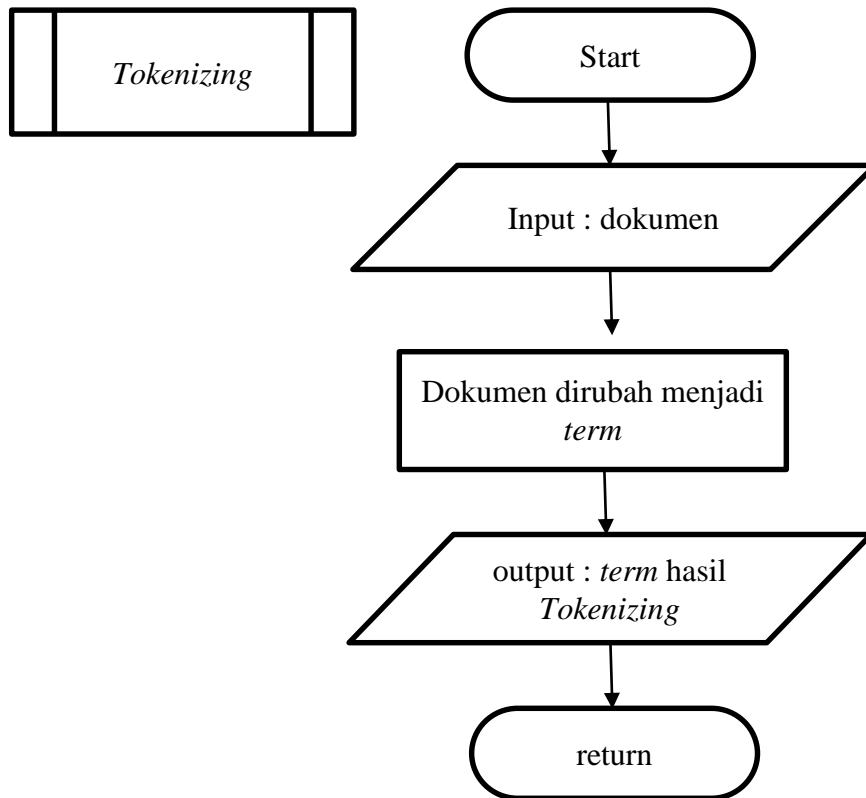 Tokenizing
Start
Input : dokumen
Dokumen dirubah menjadi
term
output : term hasil
Tokenizing
return